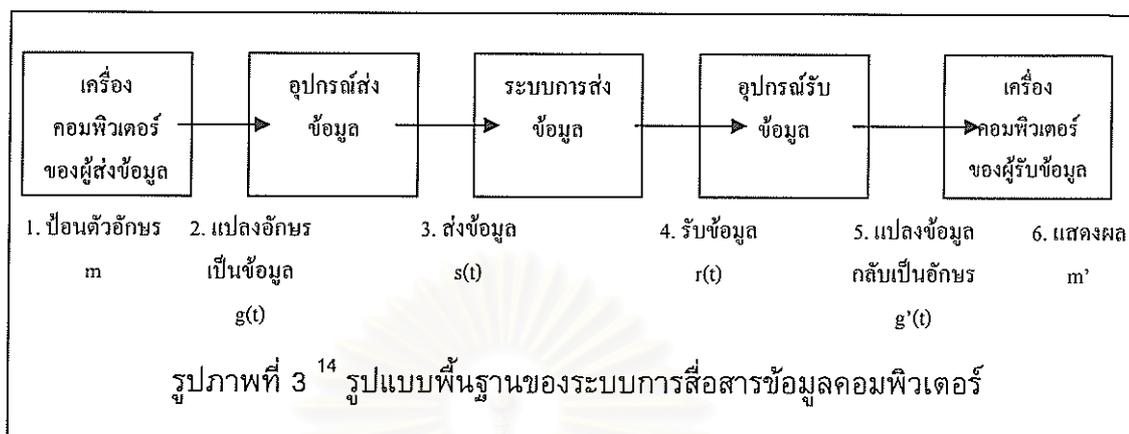 เครื่อง
คอมพิวเตอร์
ของผู้ส่งข้อมูล
อุปกรณ์ส่ง
ข้อมูล
ระบบการส่ง
ข้อมูล
อุปกรณ์รับ
ข้อมูล
เครื่อง
คอมพิวเตอร์
ของผู้รับข้อมูล
1. ป้อนตัวอักษร
m
2. แปลงอักษร
เป็นข้อมูล
g(t)
3. ส่งข้อมูล
s(t)
4. รับข้อมูล
r(t)
5. แปลงข้อมูล
กลับเป็นอักษร
g'(t)
6. แสดงผล
m'
รูปภาพที่ 3 14 รูปแบบพื้นฐานของระบบการสื่อสารข้อมูลคอมพิวเตอร์